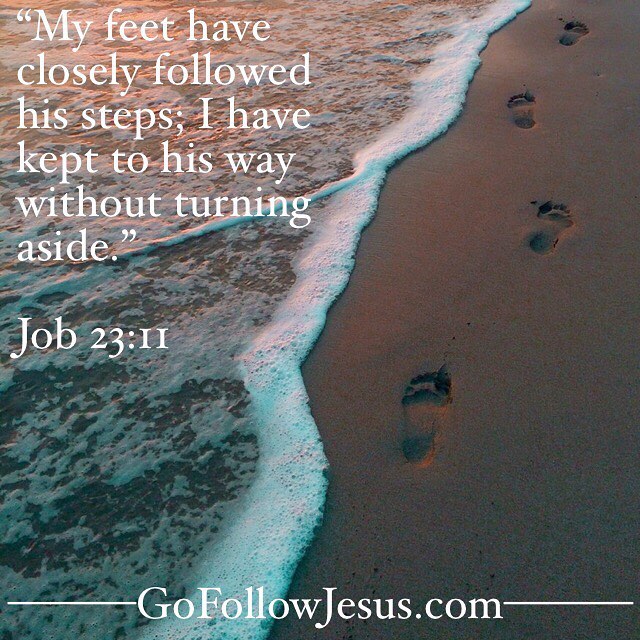 “My feet have
closely followed
his steps; I have
kept to his way
without turning
aside.”
Job 23:11
GoFollowJesus.com